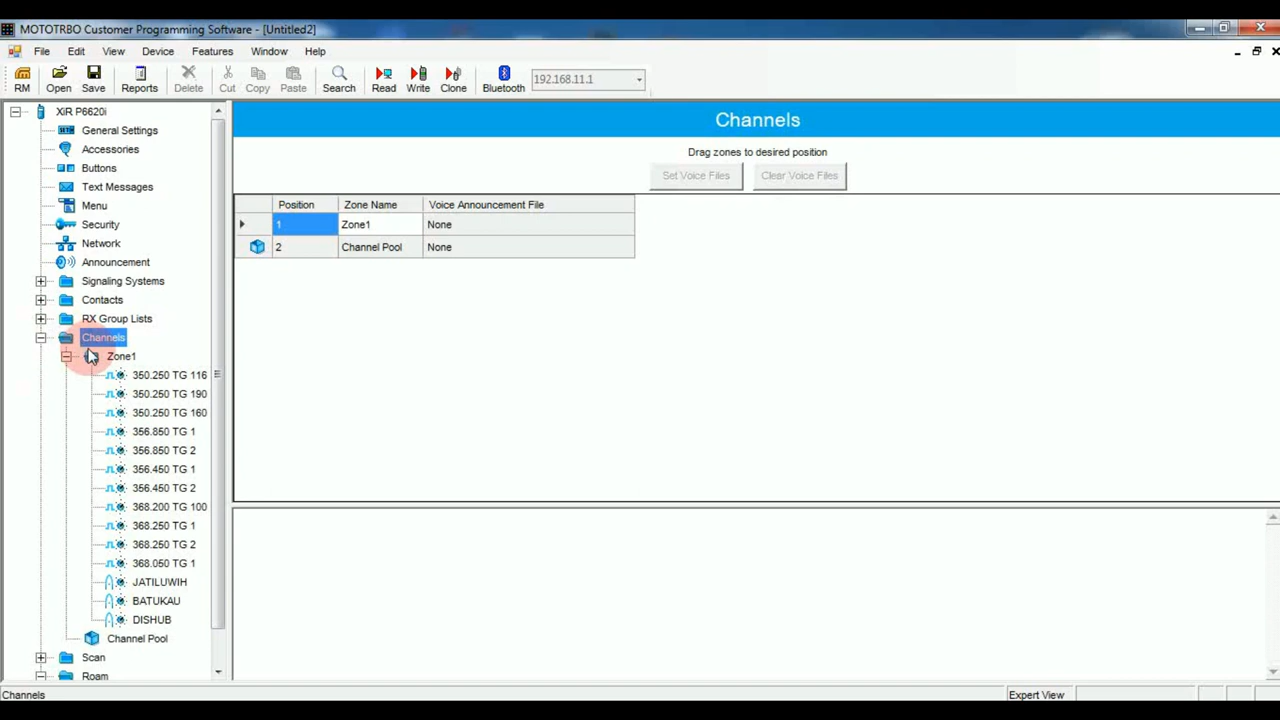 MOTOTRBO Customer Programming Software - [Untitled2]
File Edit View Device Features Window Help
RM Open Save Reports Delete Cut Copy Paste Search Read Write Clone Bluetooth 192.168.11.1
XiR P6620i
General Settings
Accessories
Buttons
Text Messages
Menu
Security
Network
Announcement
Signaling Systems
Contacts
RX Group Lists
Channels
Zone1
350.250 TG 116
350.250 TG 190
350.250 TG 160
356.850 TG 1
356.850 TG 2
356.450 TG 1
356.450 TG 2
368.200 TG 100
368.250 TG 1
368.250 TG 2
368.050 TG 1
JATILUWIH
BATUKAU
DISHUB
Channel Pool
Scan
Roam
Channels
Drag zones to desired position
Set Voice Files Clear Voice Files
Position Zone Name Voice Announcement File
1 Zone1 None
2 Channel Pool None
Channels Expert View